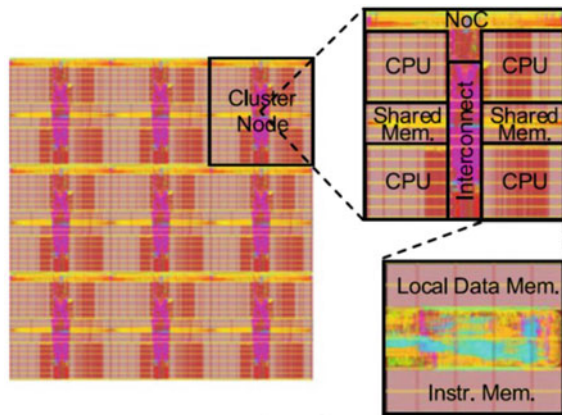 NoC
CPU
CPU
Cluster
Node
Shared
Mem.
Interconnect
Shared
Mem.
CPU
CPU
Local Data Mem.
Instr. Mem.